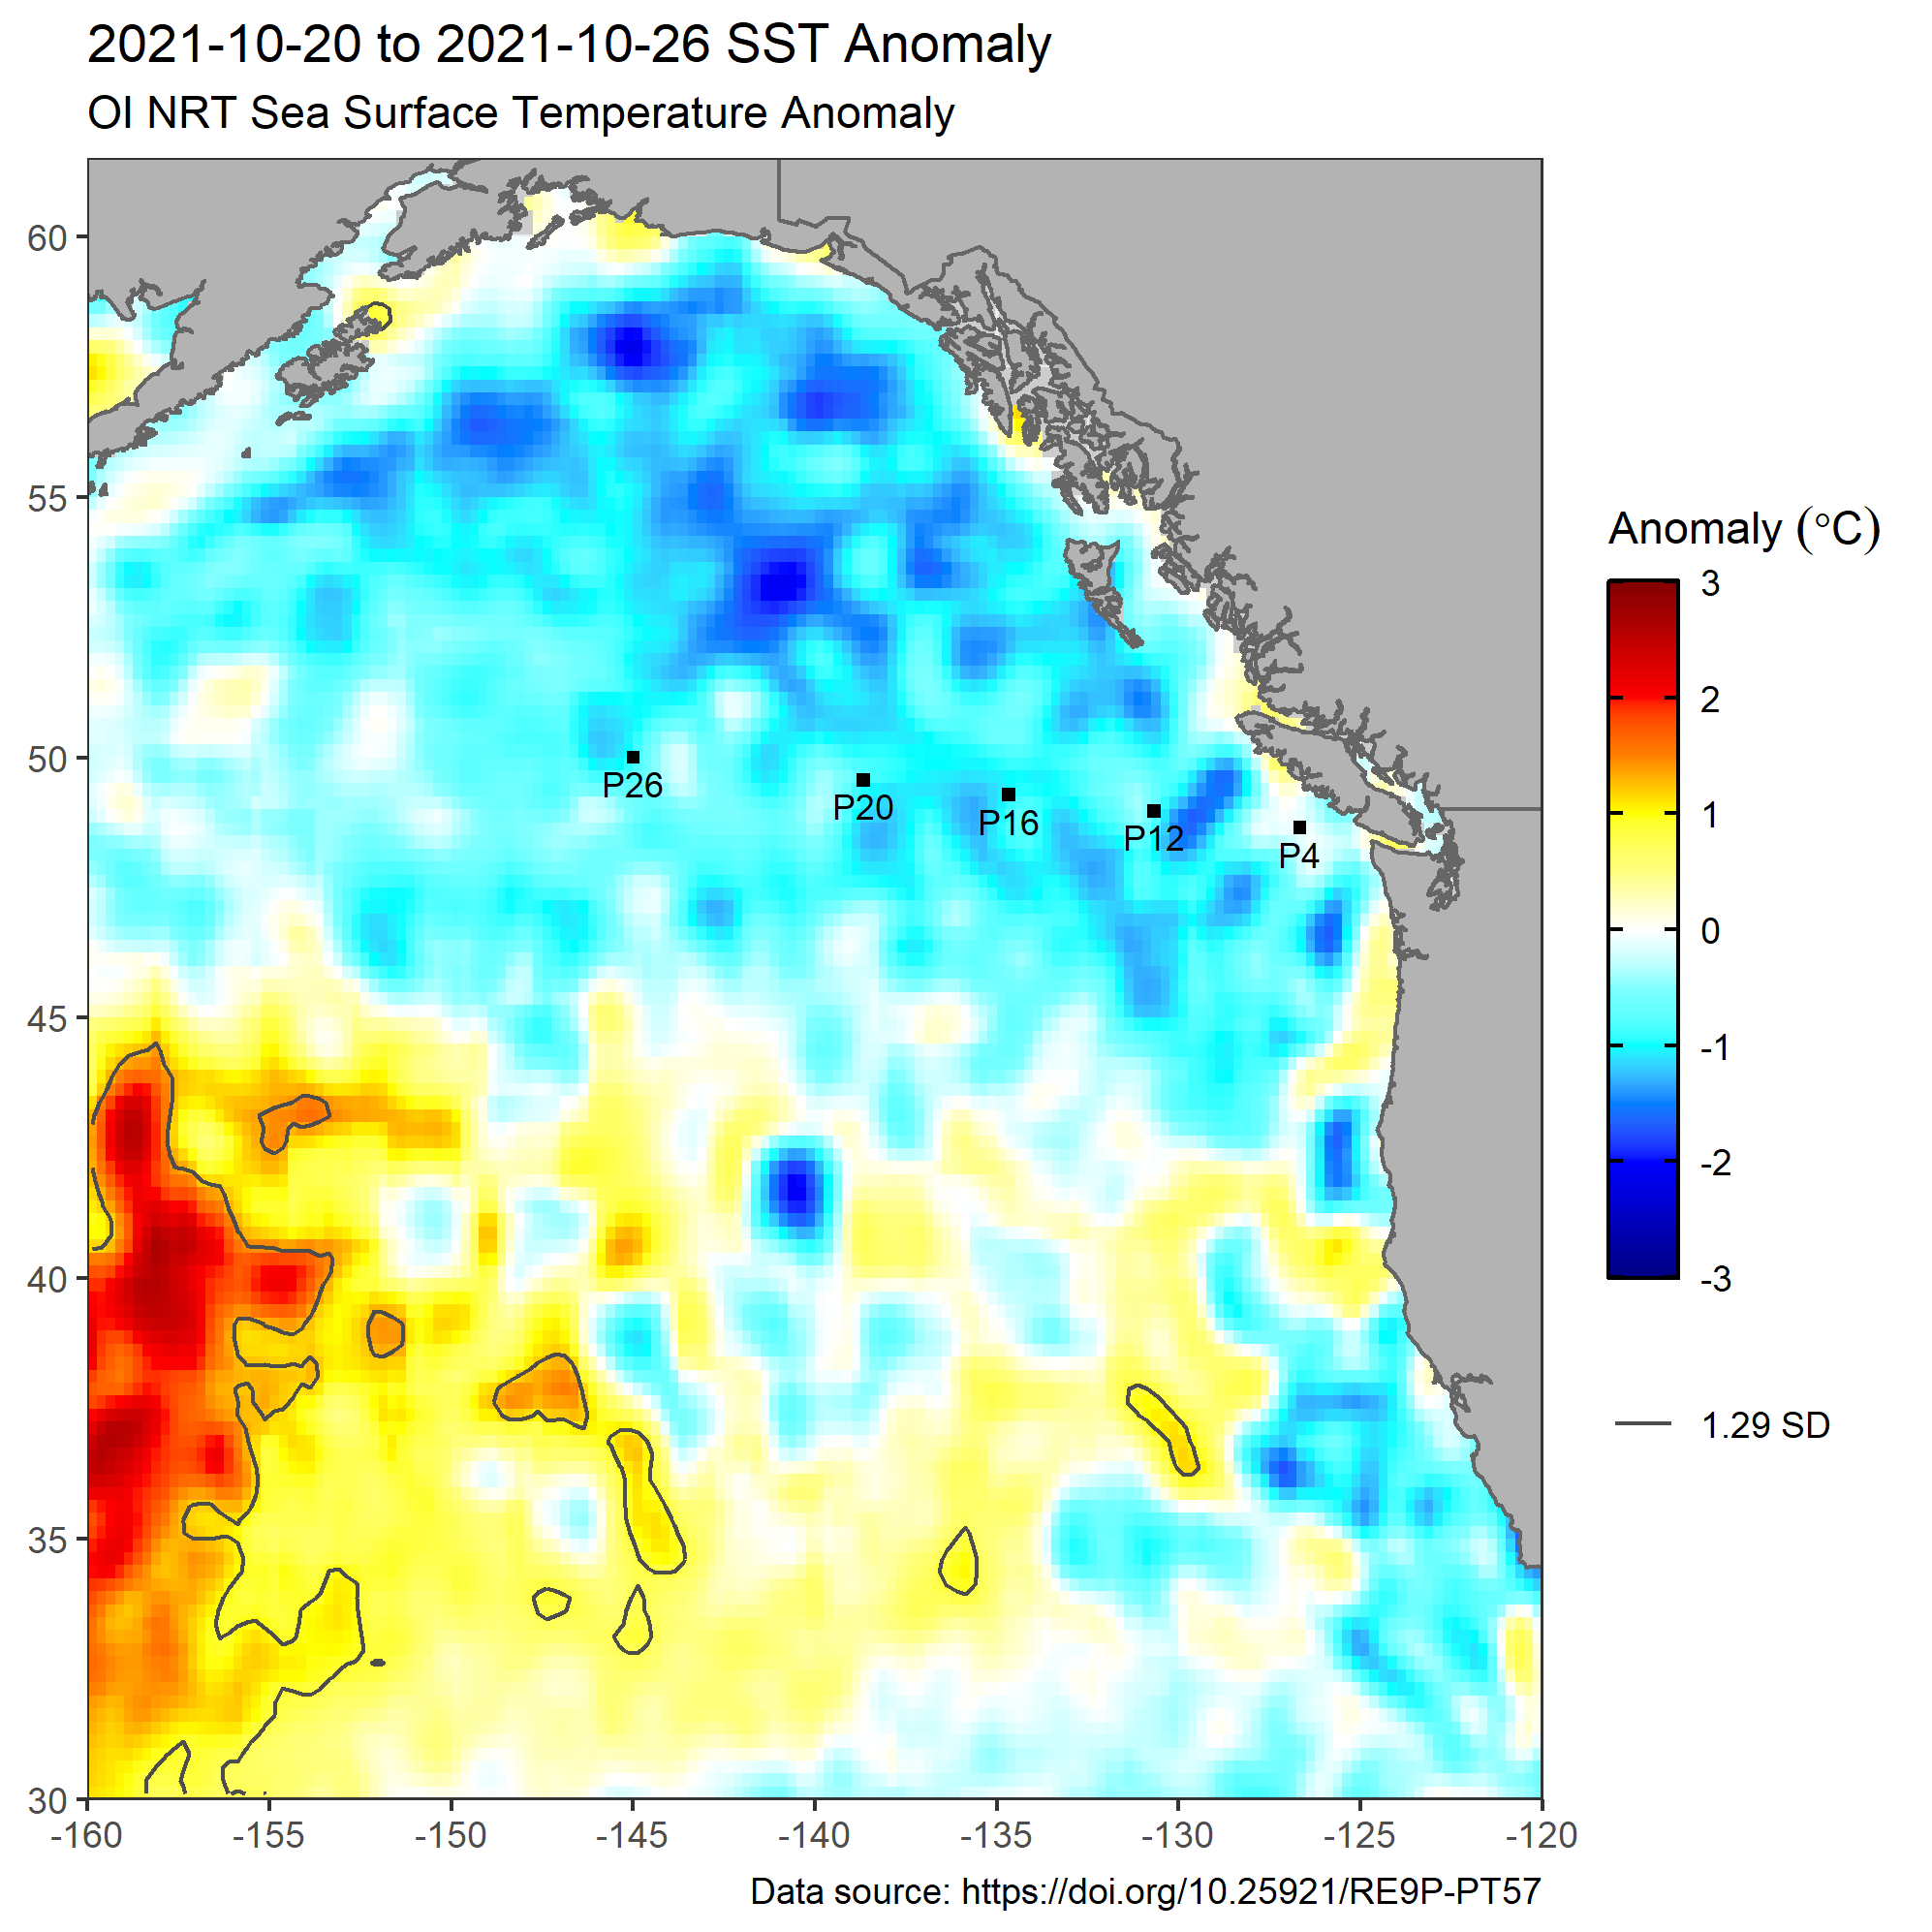 2021-10-20 to 2021-10-26 SST Anomaly
OI NRT Sea Surface Temperature Anomaly
60
55
50
45
40
35
30
-160
-155
-150
-145
-140
-135
-130
-125
-120
P26
P20
P16
P12
P4
Anomaly (°C)
3
2
1
0
-1
-2
-3
1.29 SD
Data source: https://doi.org/10.25921/RE9P-PT57